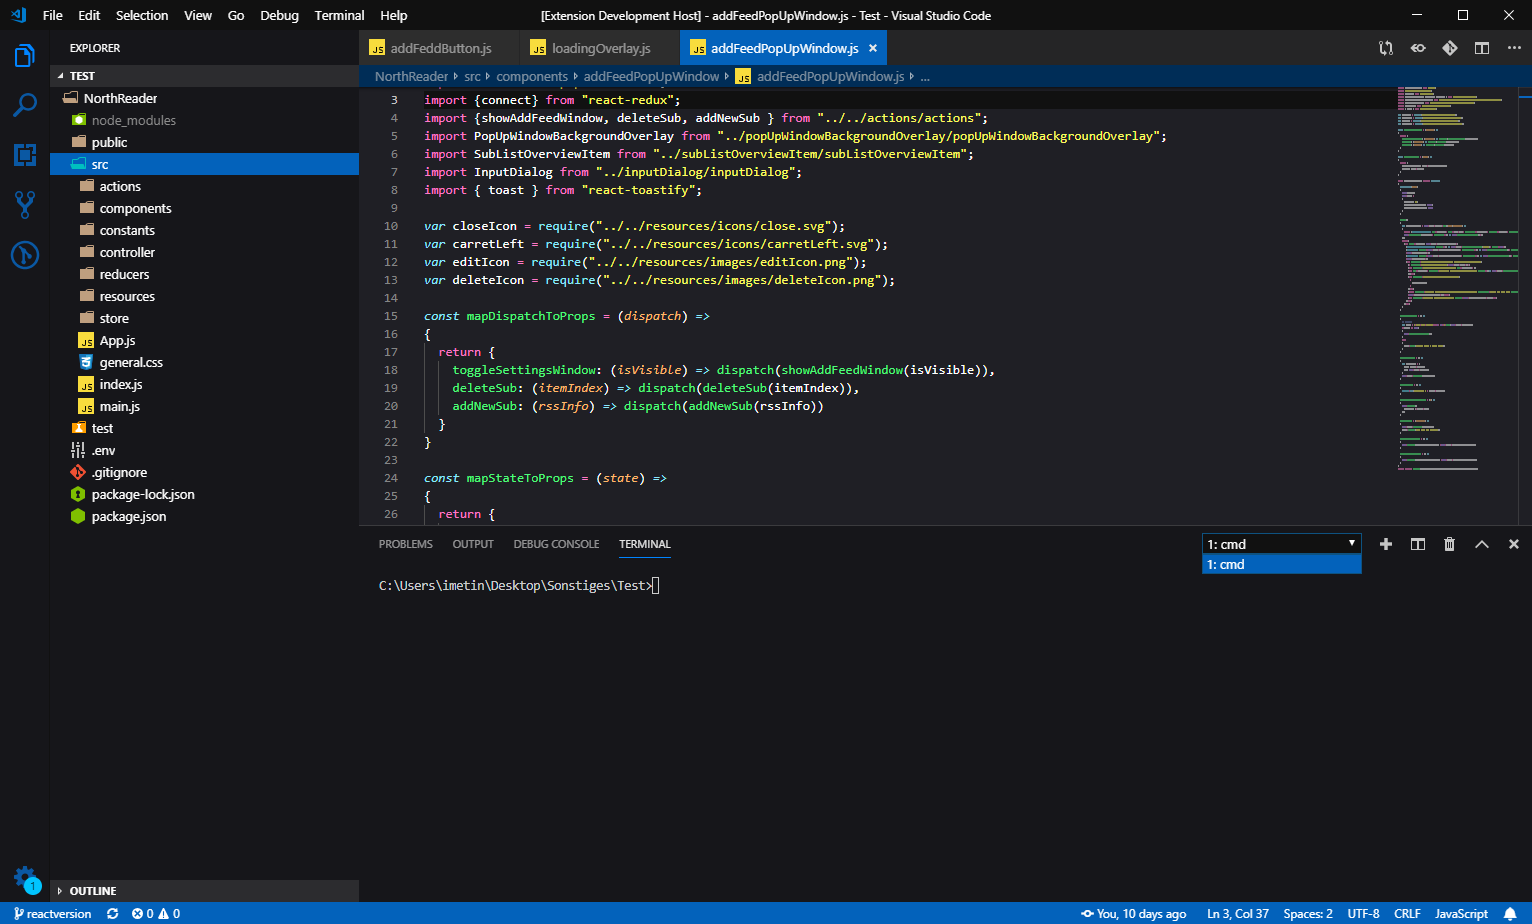 File Edit Selection View Go Debug Terminal Help
[Extension Development Host] - addFeedPopUpWindow.js - Test - Visual Studio Code
EXPLORER
TEST
NorthReader
node_modules
public
src
actions
components
constants
controller
reducers
resources
store
App.js
general.css
index.js
main.js
test
.env
.gitignore
package-lock.json
package.json
OUTLINE
JS addFeddButton.js JS loadingOverlay.js JS addFeedPopUpWindow.js ×
NorthReader src components addFeedPopUpWindow JS addFeedPopUpWindow.js ...
3 import {connect} from "react-redux";
4 import {showAddFeedWindow, deleteSub, addNewSub } from "../../actions/actions";
5 import PopUpWindowBackgroundOverlay from "../popUpWindowBackgroundOverlay/popUpWindowBackgroundOverlay";
6 import SubListOverviewItem from "../subListOverviewItem/subListOverviewItem";
7 import InputDialog from "../inputDialog/inputDialog";
8 import { toast } from "react-toastify";
9
10 var closeIcon = require("../../resources/icons/close.svg");
11 var carretLeft = require("../../resources/icons/carretLeft.svg");
12 var editIcon = require("../../resources/images/editIcon.png");
13 var deleteIcon = require("../../resources/images/deleteIcon.png");
14
15 const mapDispatchToProps = (dispatch) =>
16 {
17 return {
18 toggleSettingsWindow: (isVisible) => dispatch(showAddFeedWindow(isVisible)),
19 deleteSub: (itemIndex) => dispatch(deleteSub(itemIndex)),
20 addNewSub: (rssInfo) => dispatch(addNewSub(rssInfo))
21 }
22 }
23
24 const mapStateToProps = (state) =>
25 {
26 return {
PROBLEMS OUTPUT DEBUG CONSOLE TERMINAL
1: cmd
1: cmd
C:\Users\imetin\Desktop\Sonstiges\Test>
1
reactversion 0 0 You, 10 days ago Ln 3, Col 37 Spaces: 2 UTF-8 CRLF JavaScript